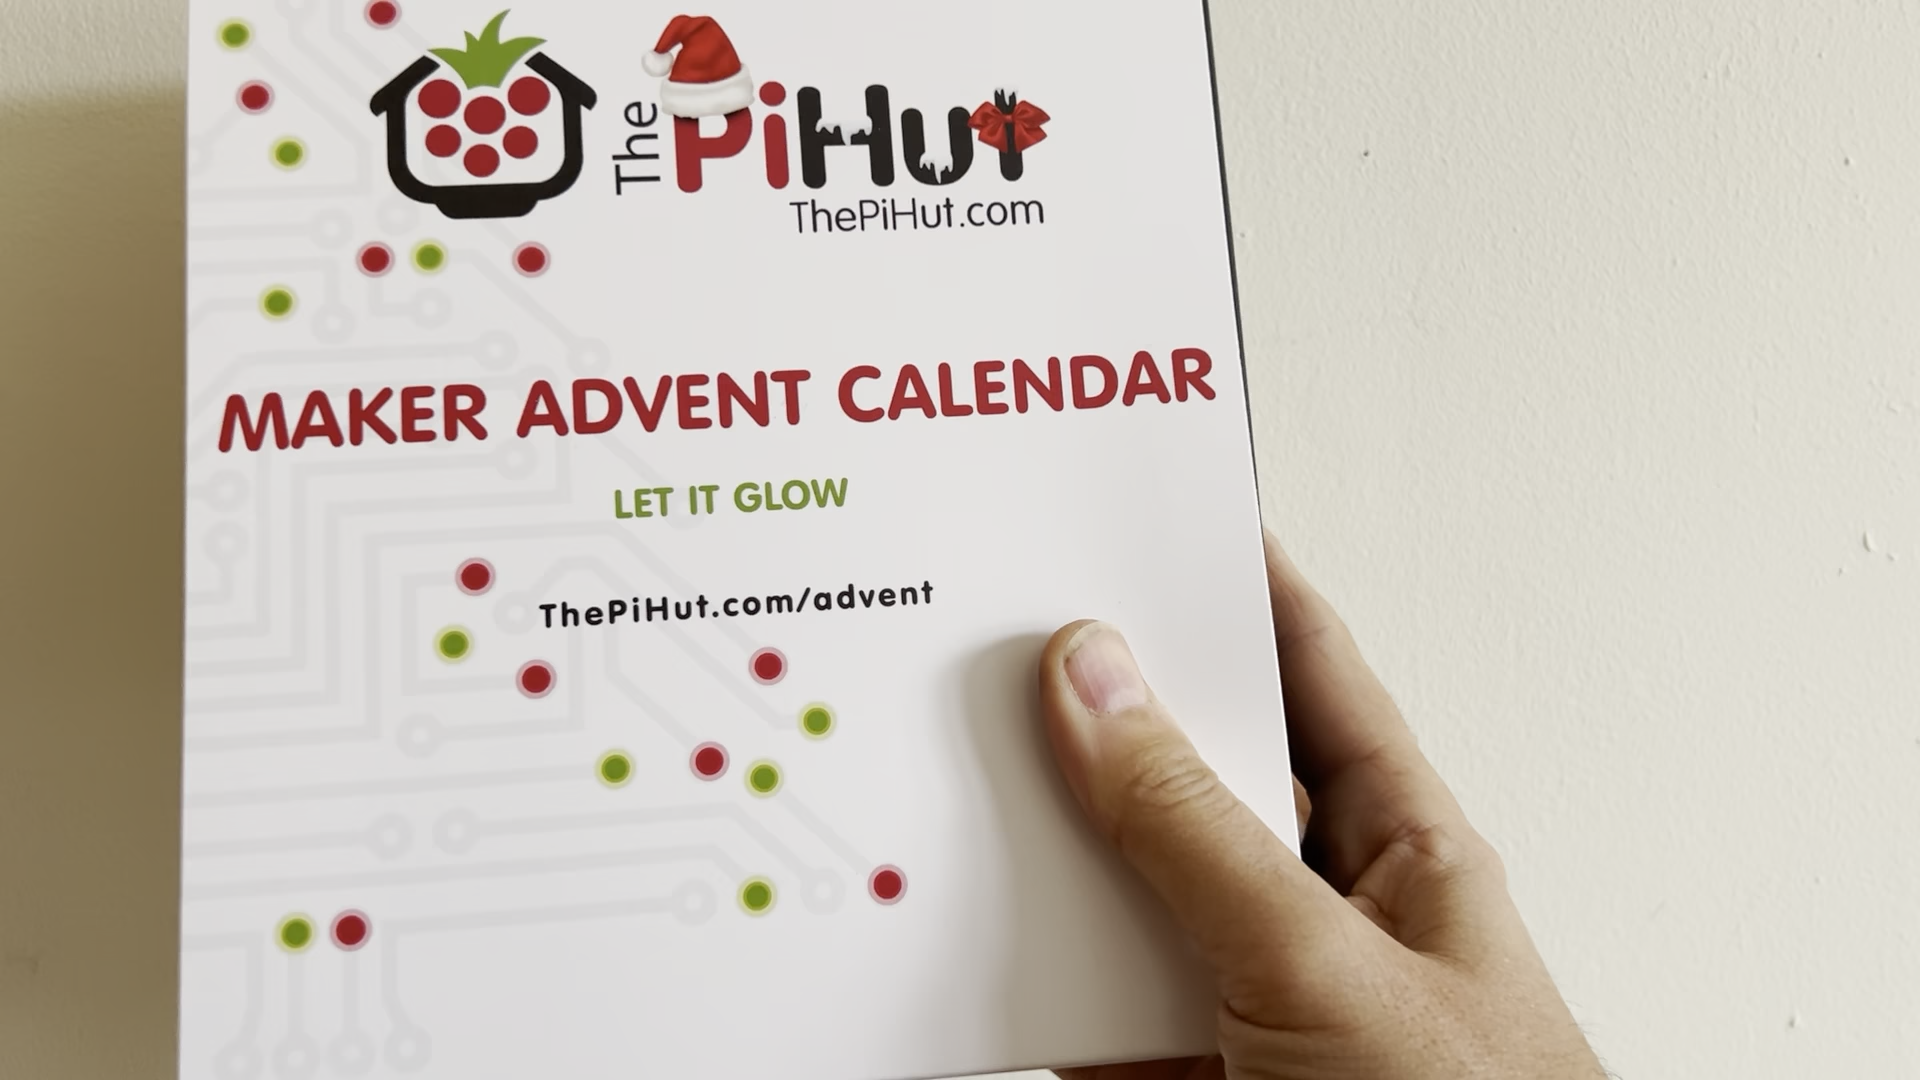 The PiHut
ThePiHut.com
MAKER ADVENT CALENDAR
LET IT GLOW
ThePiHut.com/advent